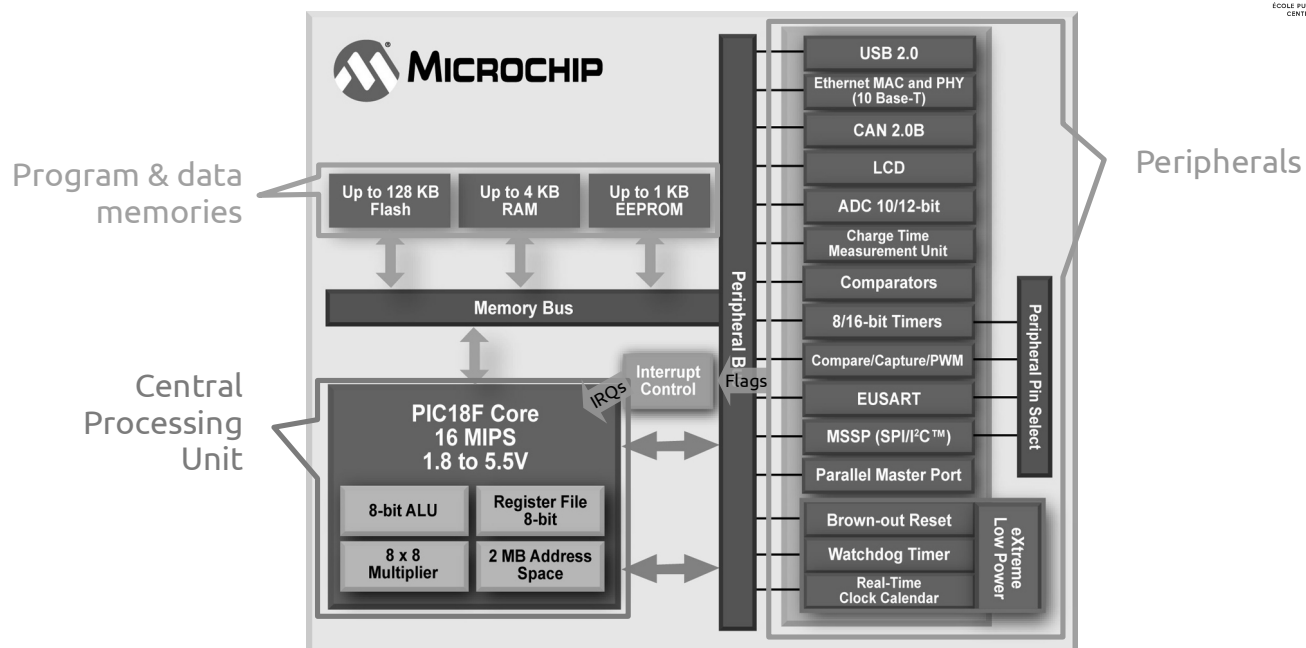 ÉCOLE PU
CENT
MICROCHIP
Program & data
memories
Up to 128 KB
Flash
Up to 4 KB
RAM
Up to 1 KB
EEPROM
Memory Bus
Central
Processing
Unit
PIC18F Core
16 MIPS
1.8 to 5.5V
8-bit ALU
Register File
8-bit
8 x 8
Multiplier
2 MB Address
Space
IRQs
Interrupt
Control
Flags
Peripheral B
USB 2.0
Ethernet MAC and PHY
(10 Base-T)
CAN 2.0B
LCD
ADC 10/12-bit
Charge Time
Measurement Unit
Comparators
8/16-bit Timers
Compare/Capture/PWM
EUSART
MSSP (SPI/I²C™)
Parallel Master Port
Brown-out Reset
Watchdog Timer
Real-Time
Clock Calendar
eXtreme
Low Power
Peripheral Pin Select
Peripherals